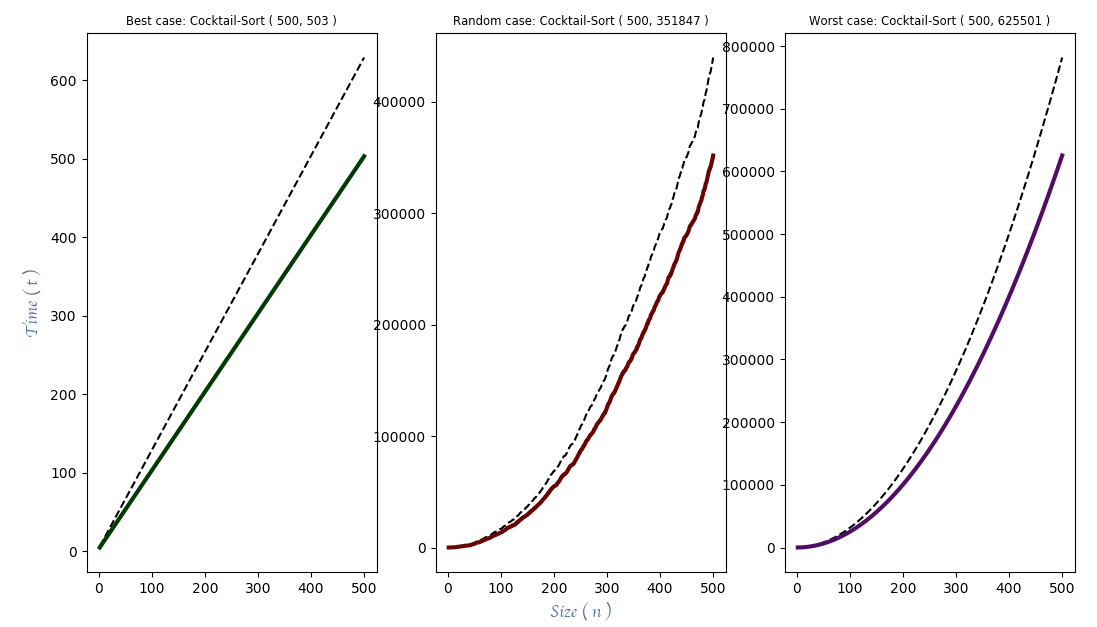 Best case: Cocktail-Sort ( 500, 503 )
Random case: Cocktail-Sort ( 500, 351847 )
Worst case: Cocktail-Sort ( 500, 625501 )
Time ( t )
600
500
400
300
200
100
0
0 100 200 300 400 500
400000
300000
200000
100000
0
0 100 200 300 400 500
800000
700000
600000
500000
400000
300000
200000
100000
0
0 100 200 300 400 500
Size ( n )